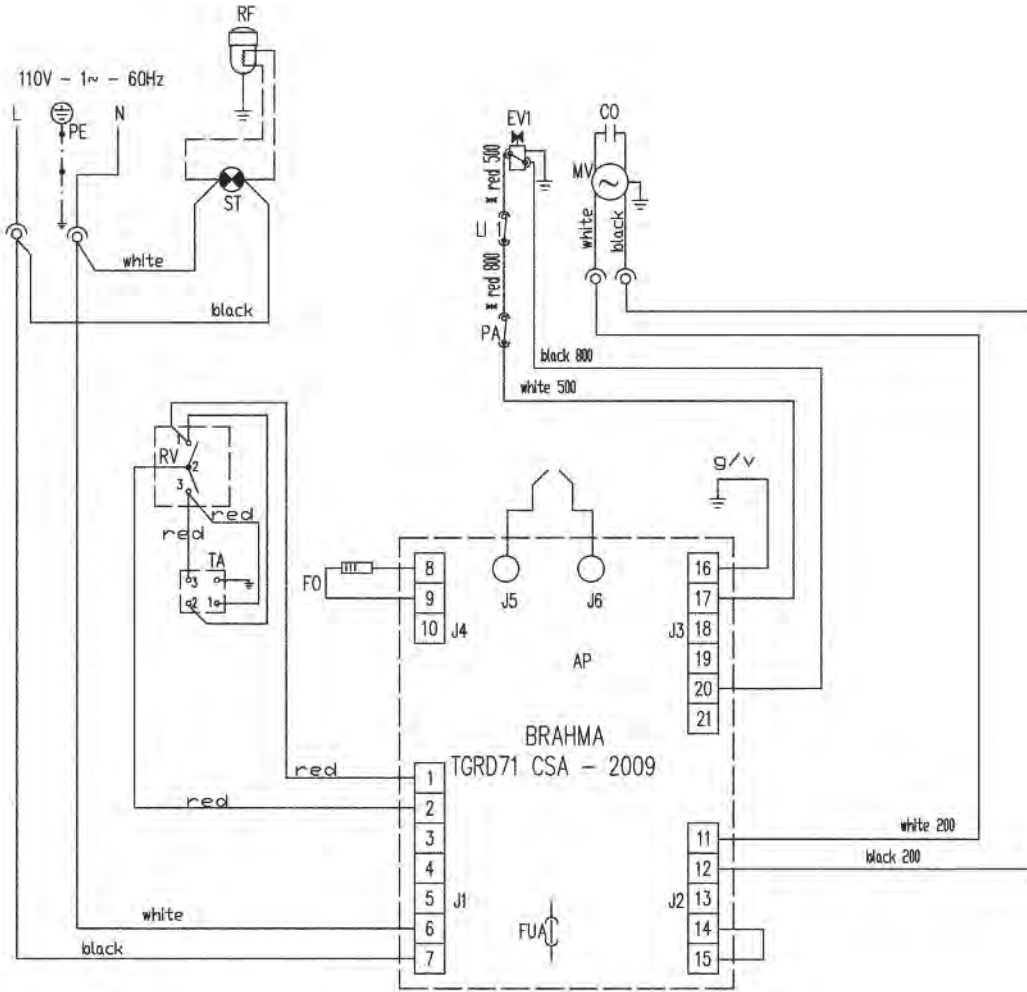 RF
110V - 1~ - 60Hz
L
PE
N
ST
white
black
EV1
CO
MV
* red 500
LI 1
* red 800
PA
white
black
black 800
white 500
RV
1
2
3
red
red
TA
3
2
1
g/v
FO
8
9
10
J4
J5
J6
J3
16
17
18
19
20
21
AP
BRAHMA
TGRD71 CSA - 2009
red
red
1
2
3
4
5
6
7
J1
white
black
FUA
J2
11
12
13
14
15
white 200
black 200